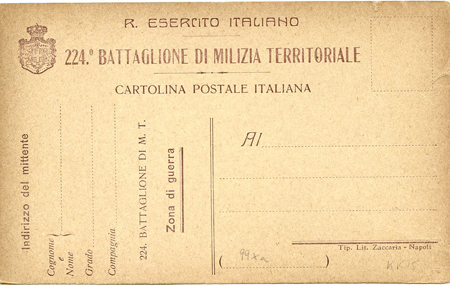 R. ESERCITO ITALIANO
224.º BATTAGLIONE DI MILIZIA TERRITORIALE
CARTOLINA POSTALE ITALIANA
Indirizzo del mittente
Cognome
e
Nome
Grado
Compagnia
224. BATTAGLIONE DI M. T.
Zona di guerra
Al
Tip. Lit. Zaccaria - Napoli